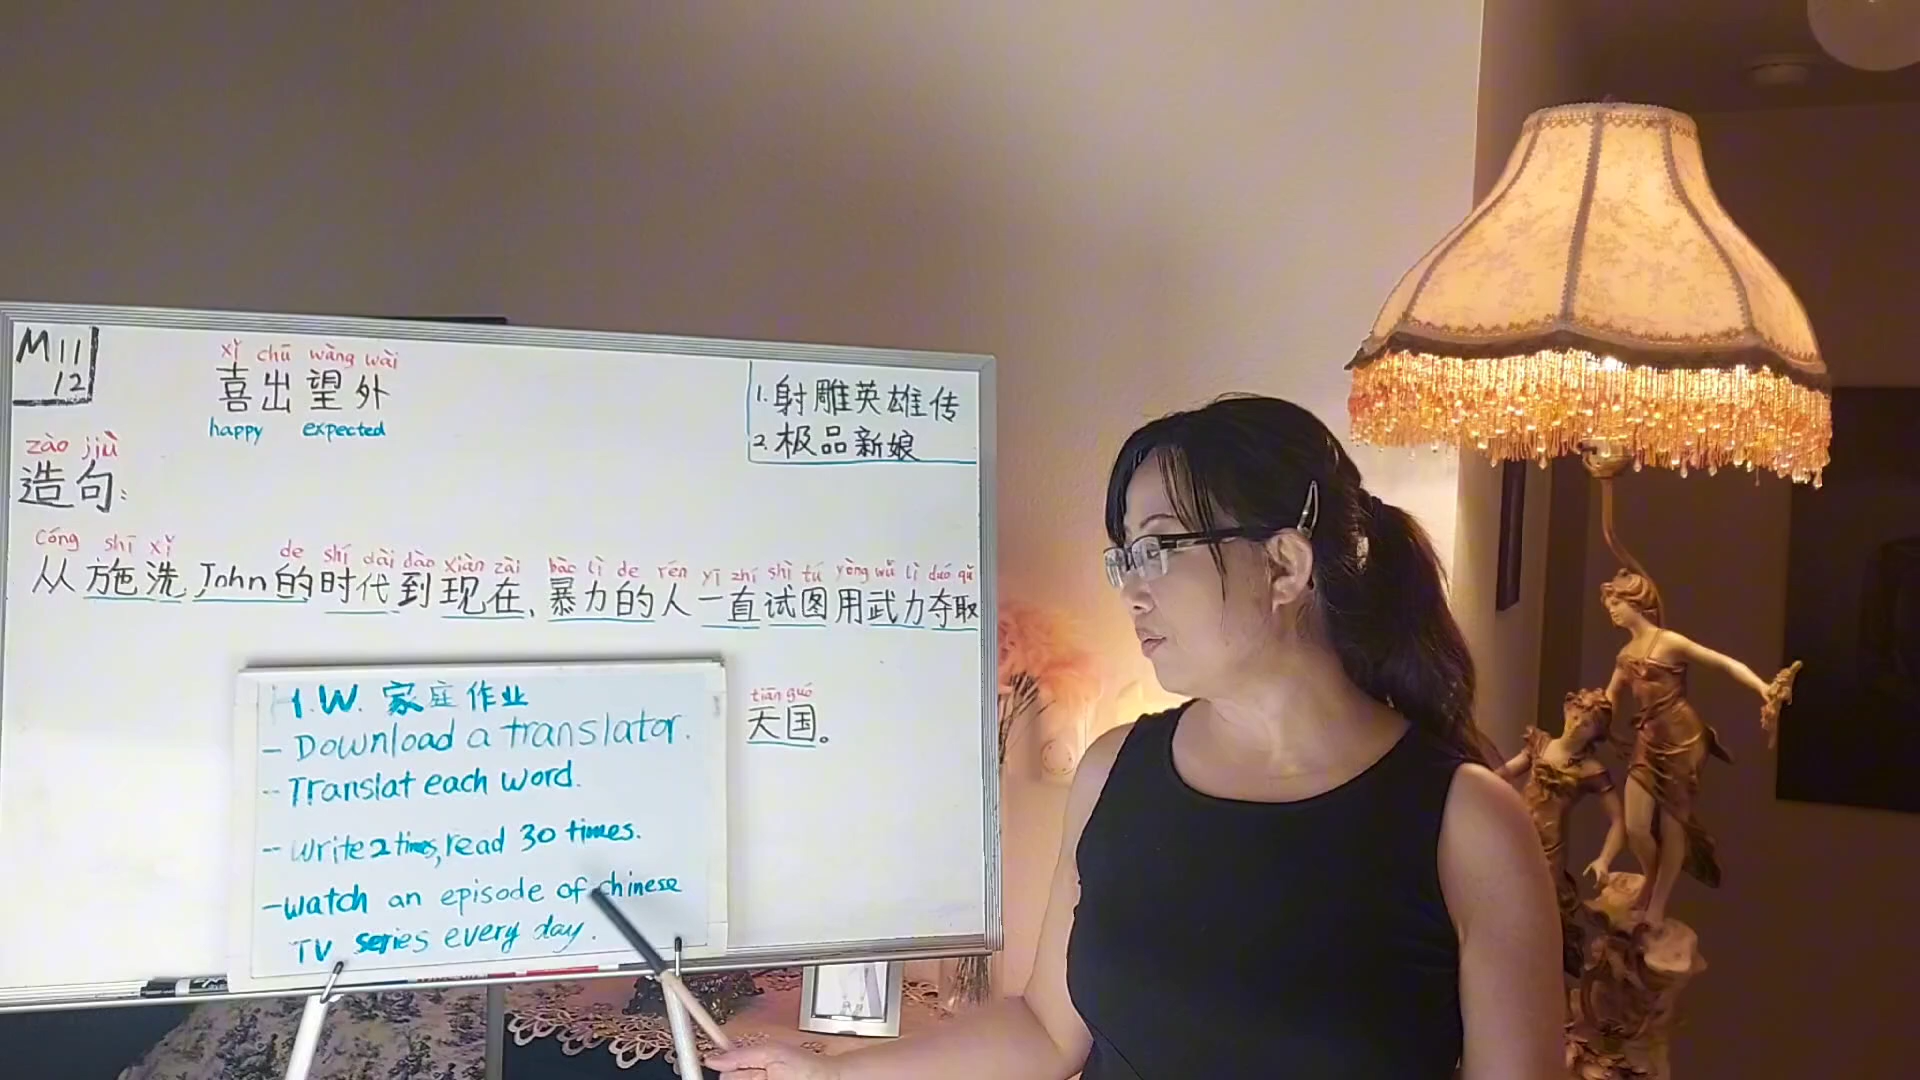 M11
12
xǐ chū wàng wài
喜出望外
happy expected
1. 射雕英雄传
2. 极品新娘
zào jiù
造句:
cóng shī xǐ de shí dài dào xiàn zài bào lì de rén yī zhí shì tú yòng wǔ lì duó qǔ
从施洗John的时代到现在、暴力的人一直试图用武力夺取
tiān guó
天国。
H.W. 家庭作业
- Download a translator.
-- Translat each word.
-- write 2 times, read 30 times.
- watch an episode of chinese
TV series every day.